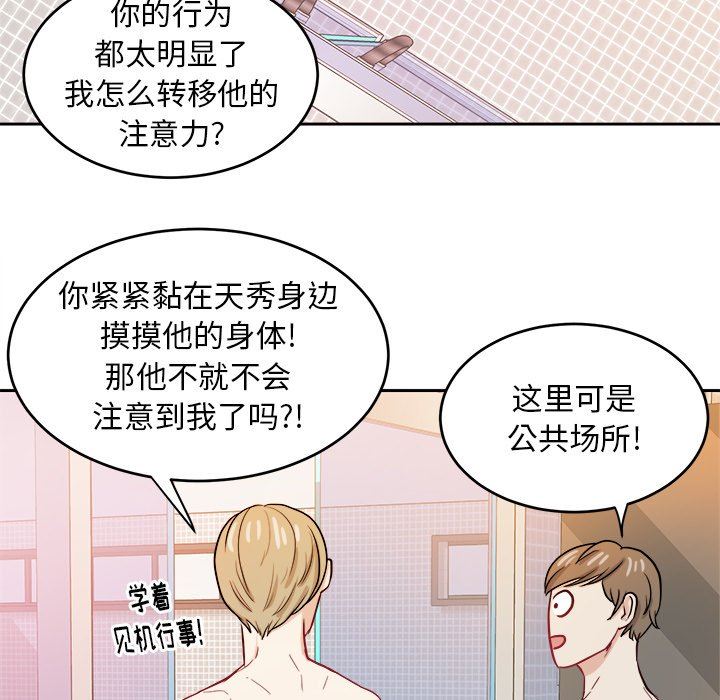 你的行为
都太明显了
我怎么转移他的
注意力?
你紧紧黏在天秀身边
摸摸他的身体!
那他不就不会
注意到我了吗?!
这里可是
公共场所!
学着
见机行事!